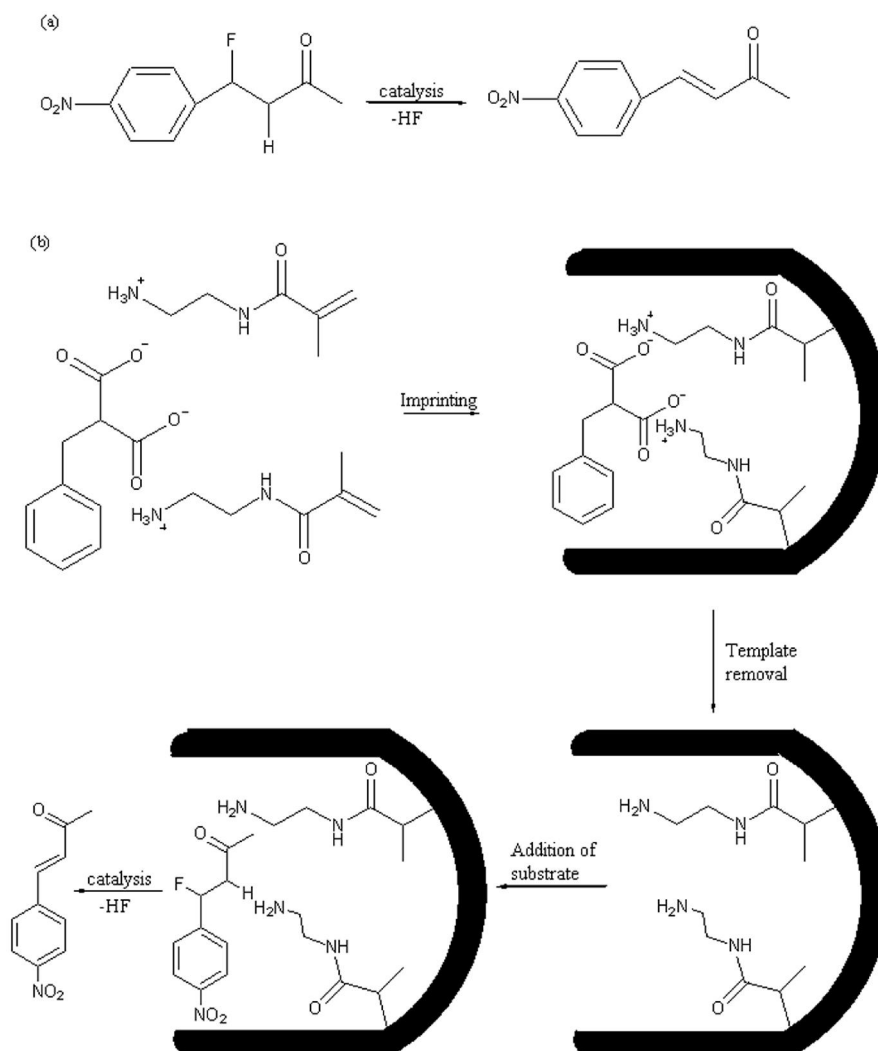 (a)
F
O
O
O₂N
H
catalysis
-HF
O₂N
(b)
O
H₃N⁺
N
H
O
O⁻
O⁻
O
H
N
H₃N
+
O
Imprinting
O
H₃N⁺
N
H
O
O⁻
O⁻
O
H₃N
+
NH
O
Template
removal
O
H₂N
N
H
H₂N
NH
O
Addition of
substrate
O
H₂N
N
H
O
F
H
H₂N
NH
O
NO₂
catalysis
-HF
O
NO₂